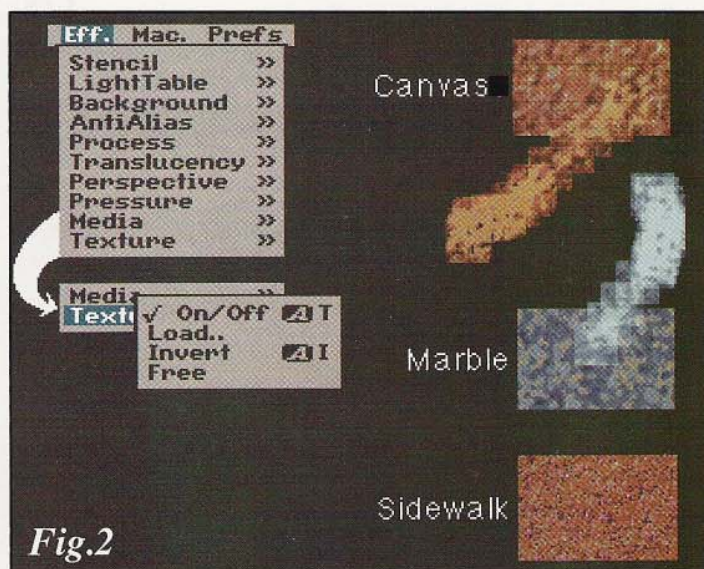 Eff. Mac. Prefs
Stencil »
LightTable »
Background »
AntiAlias »
Process »
Translucency »
Perspective »
Pressure »
Media »
Texture »
Media »
Textu
✓ On/Off A T
Load..
Invert A I
Free
Canvas
Marble
Sidewalk
Fig.2